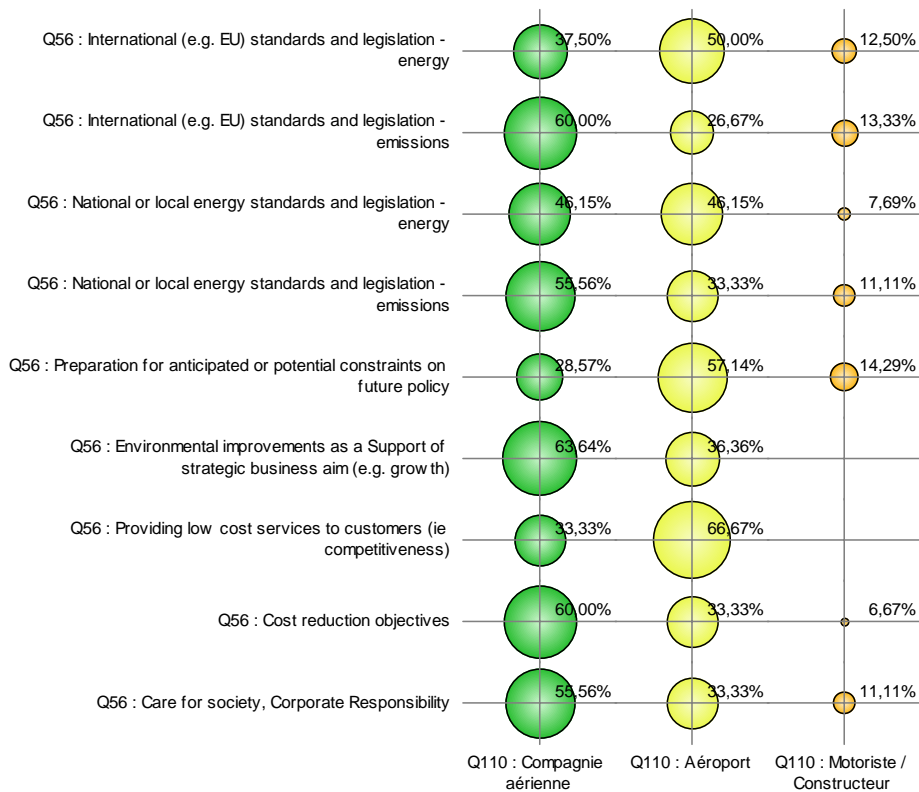 Q56 : International (e.g. EU) standards and legislation -
energy
37,50%
50,00%
12,50%
Q56 : International (e.g. EU) standards and legislation -
emissions
60,00%
26,67%
13,33%
Q56 : National or local energy standards and legislation -
energy
46,15%
46,15%
7,69%
Q56 : National or local energy standards and legislation -
emissions
55,56%
33,33%
11,11%
Q56 : Preparation for anticipated or potential constraints on
future policy
28,57%
57,14%
14,29%
Q56 : Environmental improvements as a Support of
strategic business aim (e.g. growth)
63,64%
36,36%
Q56 : Providing low cost services to customers (ie
competitiveness)
33,33%
66,67%
Q56 : Cost reduction objectives
60,00%
33,33%
6,67%
Q56 : Care for society, Corporate Responsibility
55,56%
33,33%
11,11%
Q110 : Compagnie
aérienne
Q110 : Aéroport
Q110 : Motoriste /
Constructeur